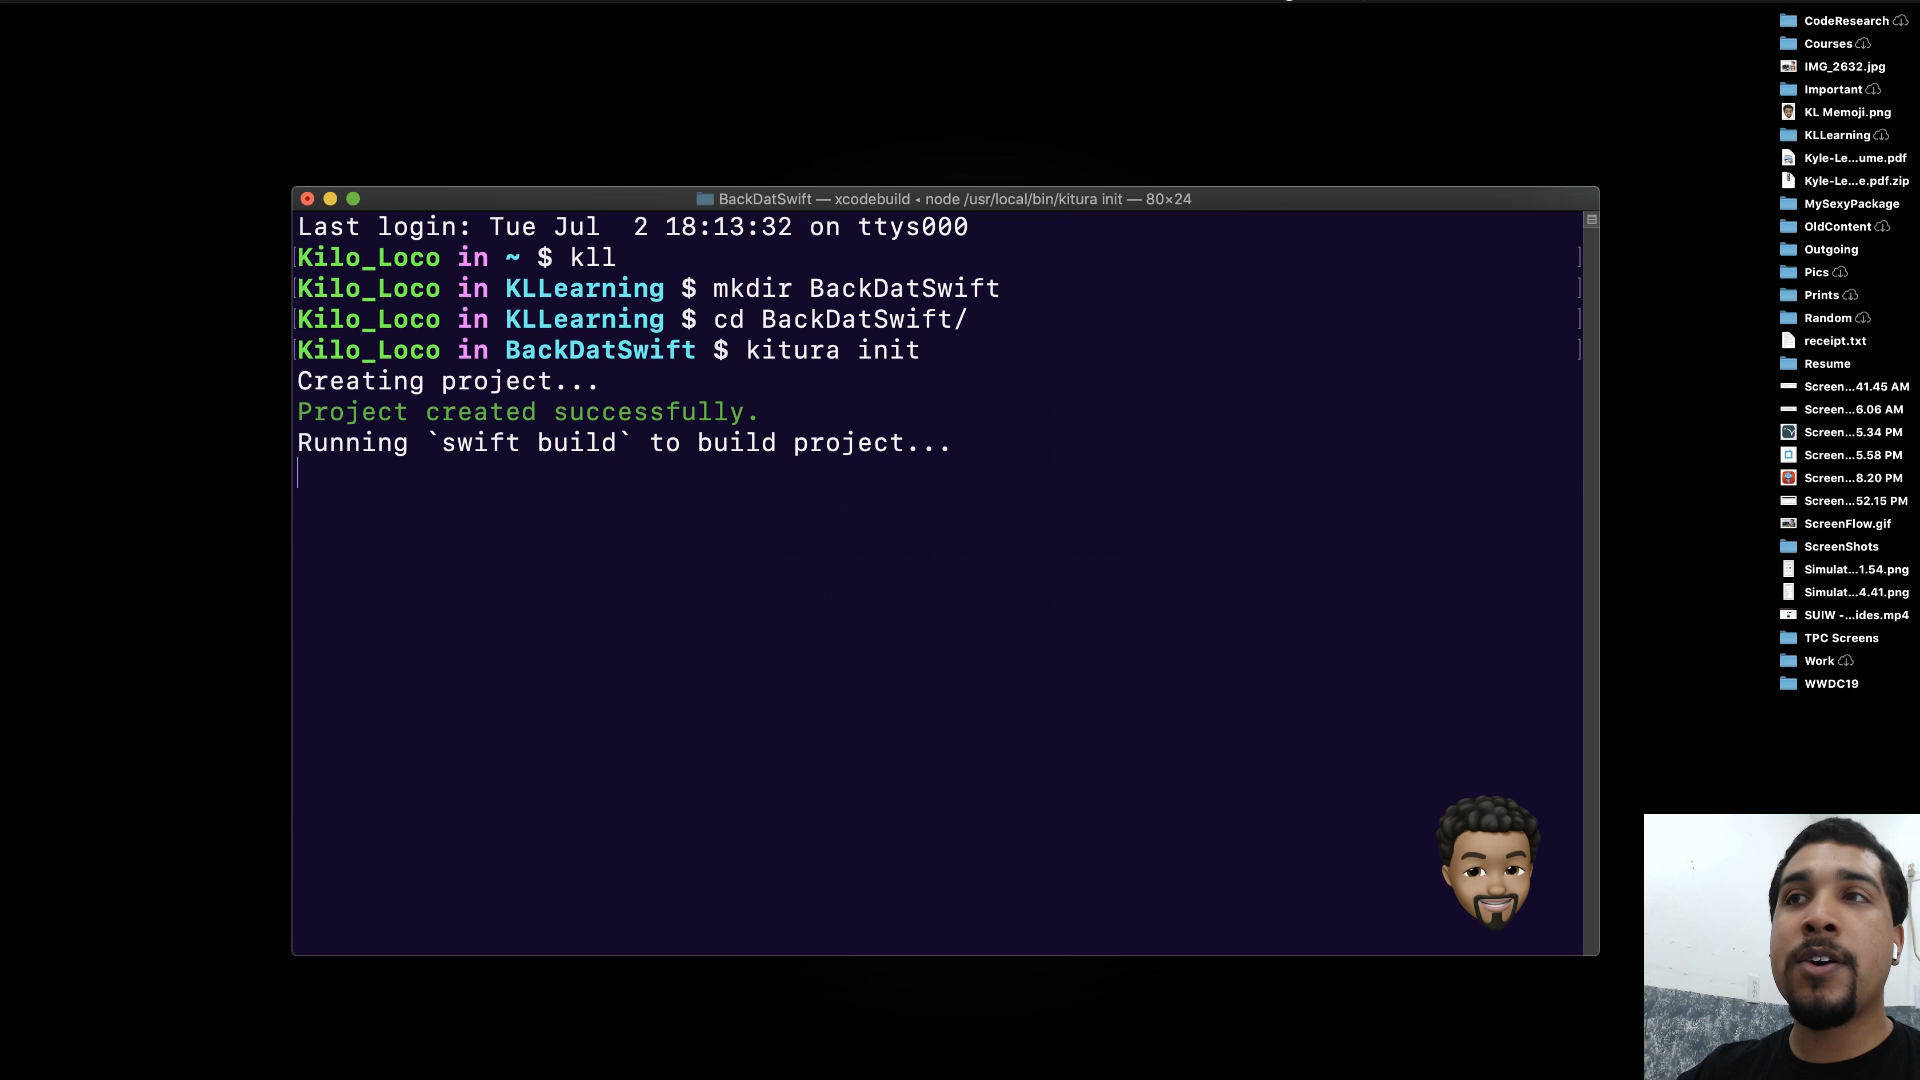 BackDatSwift — xcodebuild ◂ node /usr/local/bin/kitura init — 80×24
Last login: Tue Jul  2 18:13:32 on ttys000
Kilo_Loco in ~ $ kll
Kilo_Loco in KLLearning $ mkdir BackDatSwift
Kilo_Loco in KLLearning $ cd BackDatSwift/
Kilo_Loco in BackDatSwift $ kitura init
Creating project...
Project created successfully.
Running `swift build` to build project...
CodeResearch
Courses
IMG_2632.jpg
Important
KL Memoji.png
KLLearning
Kyle-Le...ume.pdf
Kyle-Le...e.pdf.zip
MySexyPackage
OldContent
Outgoing
Pics
Prints
Random
receipt.txt
Resume
Screen...41.45 AM
Screen...6.06 AM
Screen...5.34 PM
Screen...5.58 PM
Screen...8.20 PM
Screen...52.15 PM
ScreenFlow.gif
ScreenShots
Simulat...1.54.png
Simulat...4.41.png
SUIW -...ides.mp4
TPC Screens
Work
WWDC19